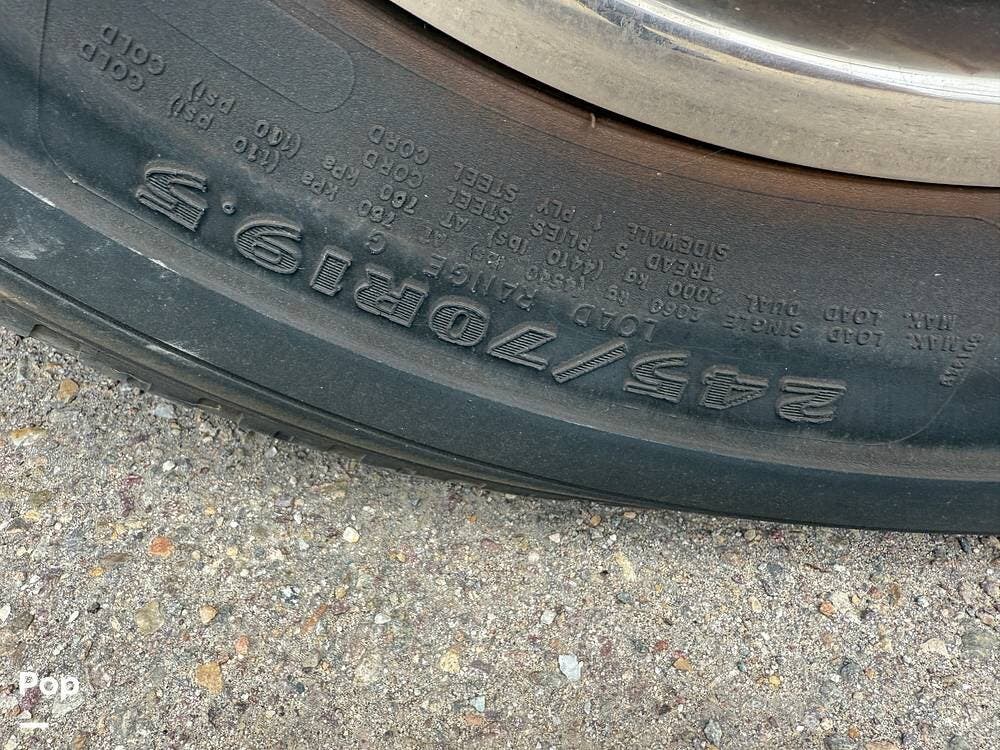 245/70R19.5
LOAD RANGE G
MAX. LOAD SINGLE 2060 kg (4540 lbs) AT 760 kPa (110 psi) COLD
MAX. LOAD DUAL 2000 kg (4410 lbs) AT 760 kPa (110 psi) COLD
TREAD 5 PLIES STEEL CORD
SIDEWALL 1 PLY STEEL CORD
Pop